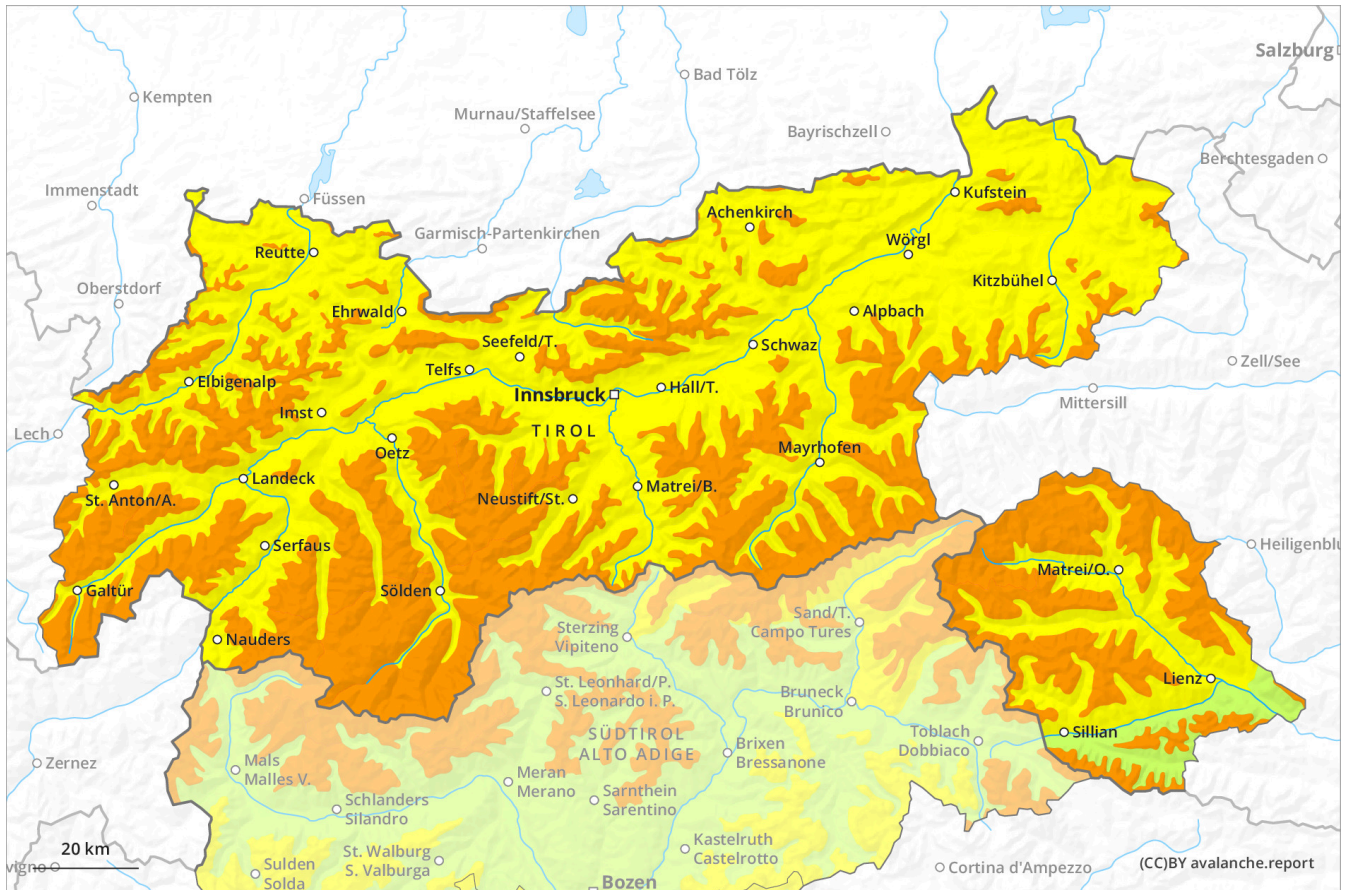 Salzburg
Bad Tölz
Kempten
Murnau/Staffelsee
Bayrischzell
Berchtesgaden
Immenstadt
Füssen
Kufstein
Achenkirch
Garmisch-Partenkirchen
Wörgl
Reutte
Kitzbühel
Oberstdorf
Ehrwald
Alpbach
Seefeld/T.
Schwaz
Zell/See
Telfs
Elbigenalp
Innsbruck
Hall/T.
Mittersill
Imst
TIROL
Lech
Mayrhofen
Oetz
Landeck
Matrei/B.
St. Anton/A.
Neustift/St.
Serfaus
Matrei/O.
Galtür
Sölden
Sand/T.
Campo Tures
Sterzing
Vipiteno
Nauders
Lienz
St. Leonhard/P.
S. Leonardo i. P.
Bruneck
Brunico
SÜDTIROL
ALTO ADIGE
Toblach
Dobbiaco
Sillian
Brixen
Bressanone
Zernez
Mals
Malles V.
Meran
Merano
Sarnthein
Sarentino
Schlanders
Silandro
Kastelruth
Castelrotto
20 km
St. Walburg
S. Valburga
Sulden
Solda
Cortina d'Ampezzo
(CC)BY avalanche.report
Bozen